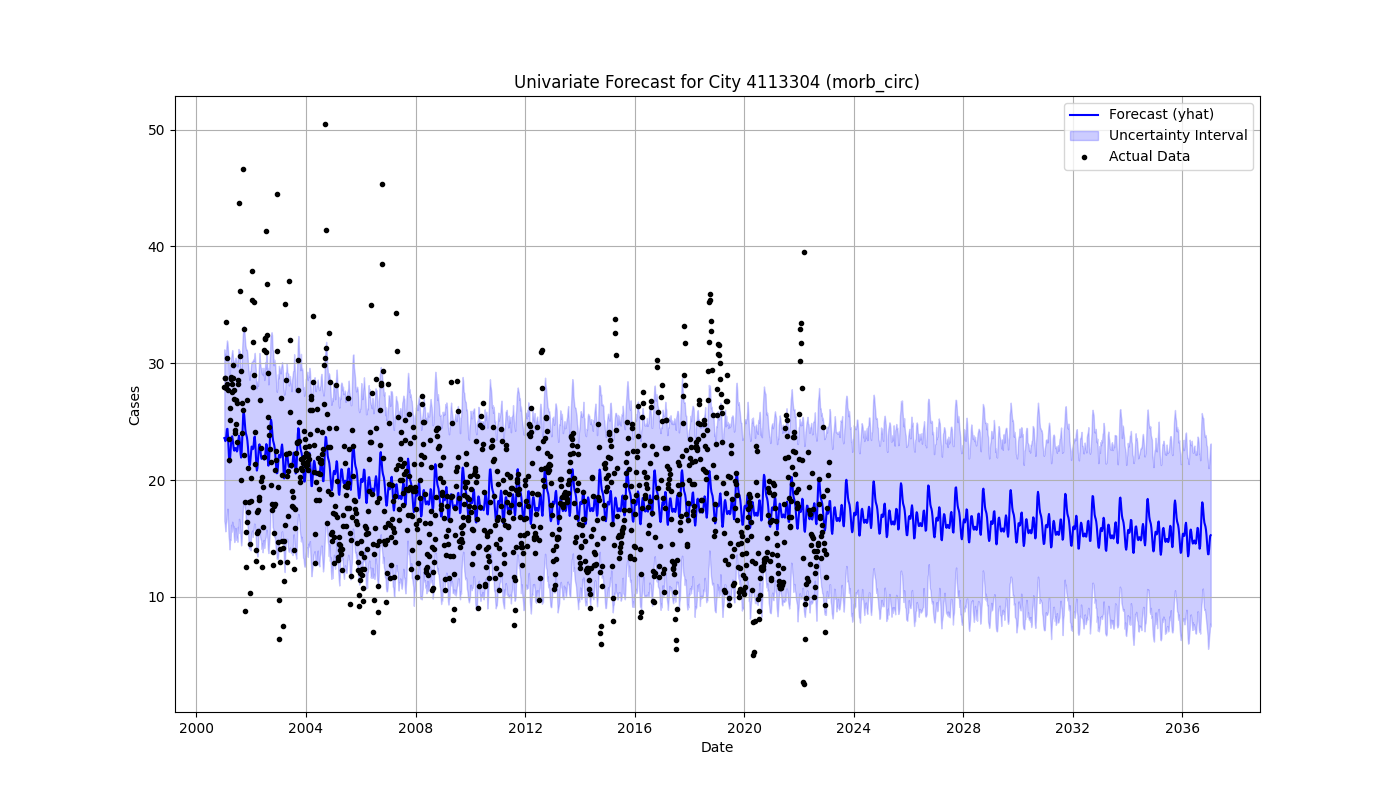 Univariate Forecast for City 4113304 (morb_circ)
Forecast (yhat)
Uncertainty Interval
Actual Data
50
40
30
20
10
Cases
2000 2004 2008 2012 2016 2020 2024 2028 2032 2036
Date